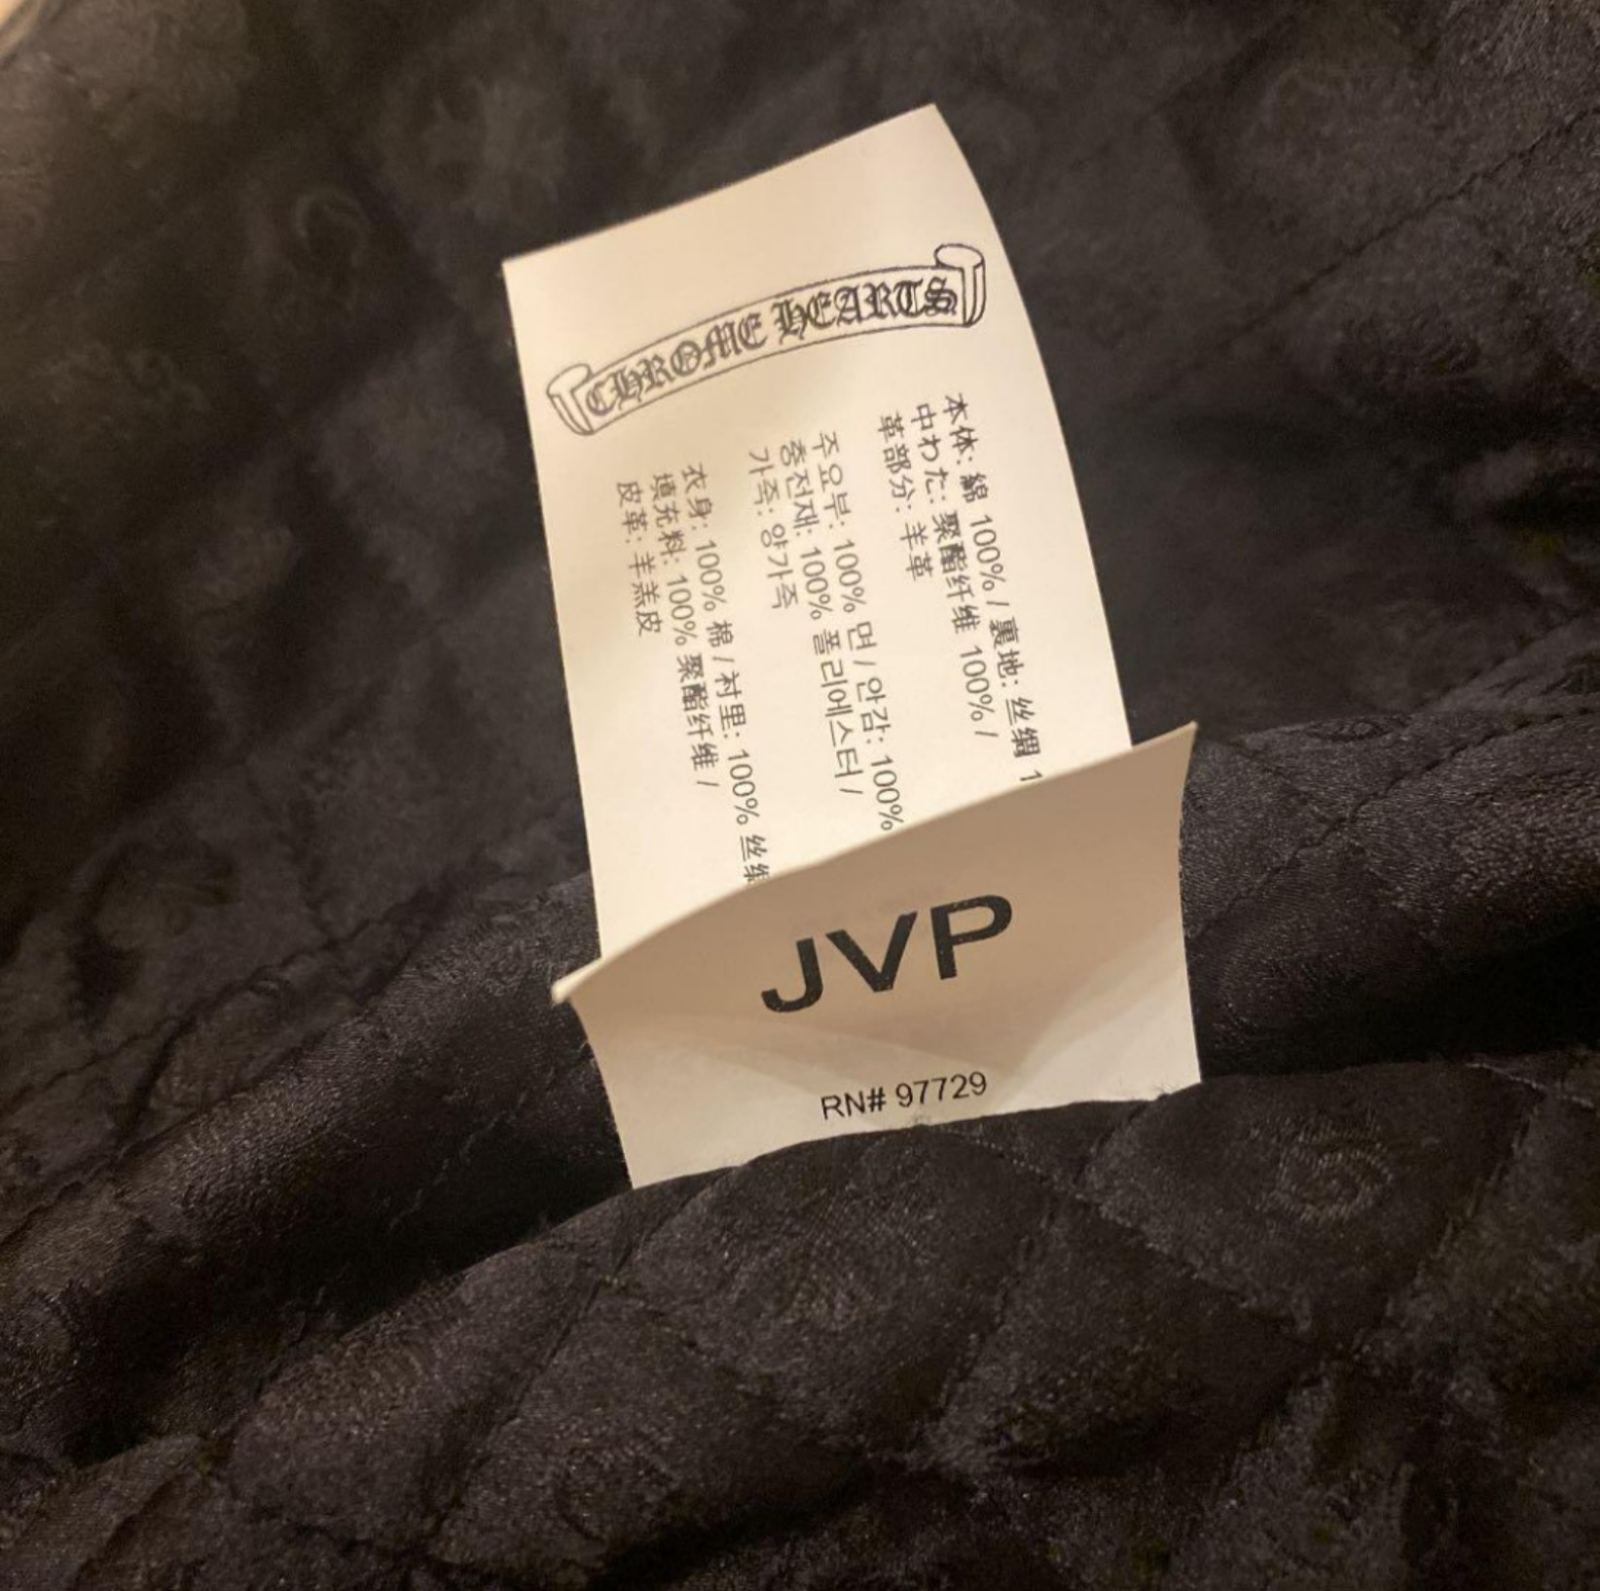 CHROME HEARTS
本体: 綿 100% / 裏地: 丝绸 1
中わた: 聚酯纤维 100% /
革部分: 羊革
주요부: 100% 면 / 안감: 100%
충전재: 100% 폴리에스터 /
가죽: 양가죽
衣身: 100% 棉 / 衬里: 100% 丝绸
填充料: 100% 聚酯纤维 /
皮革: 羊羔皮
JVP
RN# 97729